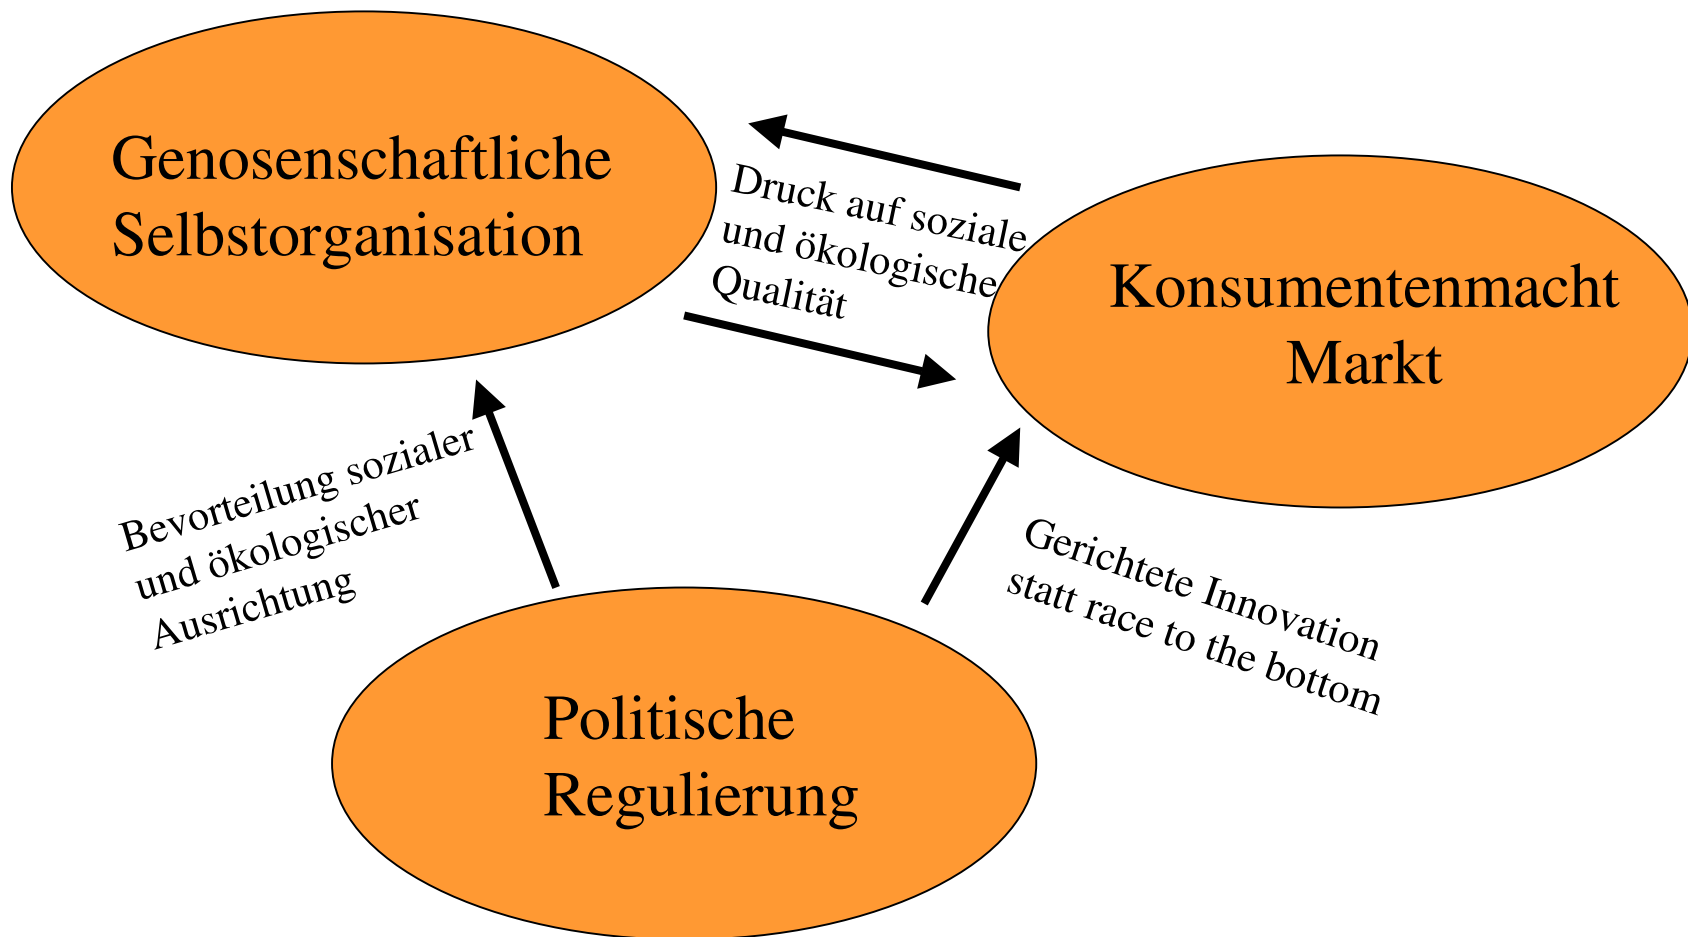 Genosenschaftliche
Selbstorganisation
Druck auf soziale
und ökologische
Qualität
Konsumentenmacht
Markt
Bevorteilung sozialer
und ökologischer
Ausrichtung
Gerichtete Innovation
statt race to the bottom
Politische
Regulierung